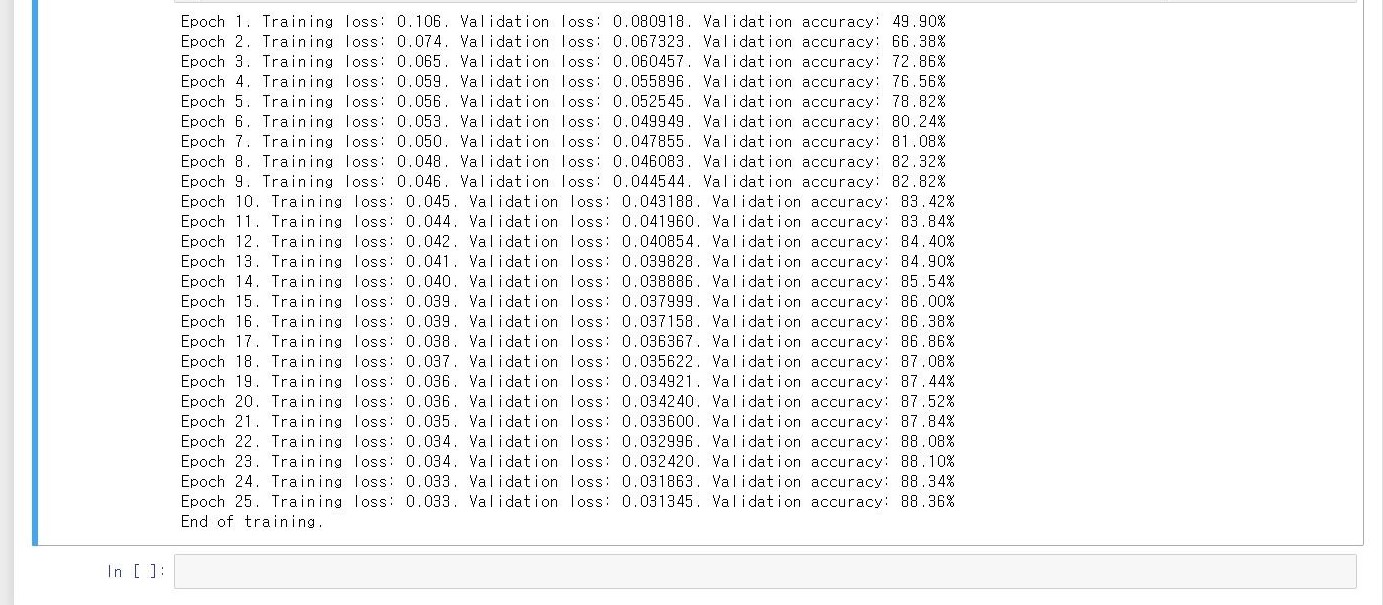 Epoch 1. Training loss: 0.106. Validation loss: 0.080918. Validation accuracy: 49.90%
Epoch 2. Training loss: 0.074. Validation loss: 0.067323. Validation accuracy: 66.38%
Epoch 3. Training loss: 0.065. Validation loss: 0.060457. Validation accuracy: 72.86%
Epoch 4. Training loss: 0.059. Validation loss: 0.055896. Validation accuracy: 76.56%
Epoch 5. Training loss: 0.056. Validation loss: 0.052545. Validation accuracy: 78.82%
Epoch 6. Training loss: 0.053. Validation loss: 0.049949. Validation accuracy: 80.24%
Epoch 7. Training loss: 0.050. Validation loss: 0.047855. Validation accuracy: 81.08%
Epoch 8. Training loss: 0.048. Validation loss: 0.046083. Validation accuracy: 82.32%
Epoch 9. Training loss: 0.046. Validation loss: 0.044544. Validation accuracy: 82.82%
Epoch 10. Training loss: 0.045. Validation loss: 0.043188. Validation accuracy: 83.42%
Epoch 11. Training loss: 0.044. Validation loss: 0.041960. Validation accuracy: 83.84%
Epoch 12. Training loss: 0.042. Validation loss: 0.040854. Validation accuracy: 84.40%
Epoch 13. Training loss: 0.041. Validation loss: 0.039828. Validation accuracy: 84.90%
Epoch 14. Training loss: 0.040. Validation loss: 0.038886. Validation accuracy: 85.54%
Epoch 15. Training loss: 0.039. Validation loss: 0.037999. Validation accuracy: 86.00%
Epoch 16. Training loss: 0.039. Validation loss: 0.037158. Validation accuracy: 86.38%
Epoch 17. Training loss: 0.038. Validation loss: 0.036367. Validation accuracy: 86.86%
Epoch 18. Training loss: 0.037. Validation loss: 0.035622. Validation accuracy: 87.08%
Epoch 19. Training loss: 0.036. Validation loss: 0.034921. Validation accuracy: 87.44%
Epoch 20. Training loss: 0.036. Validation loss: 0.034240. Validation accuracy: 87.52%
Epoch 21. Training loss: 0.035. Validation loss: 0.033600. Validation accuracy: 87.84%
Epoch 22. Training loss: 0.034. Validation loss: 0.032996. Validation accuracy: 88.08%
Epoch 23. Training loss: 0.034. Validation loss: 0.032420. Validation accuracy: 88.10%
Epoch 24. Training loss: 0.033. Validation loss: 0.031863. Validation accuracy: 88.34%
Epoch 25. Training loss: 0.033. Validation loss: 0.031345. Validation accuracy: 88.36%
End of training.
In [ ]: